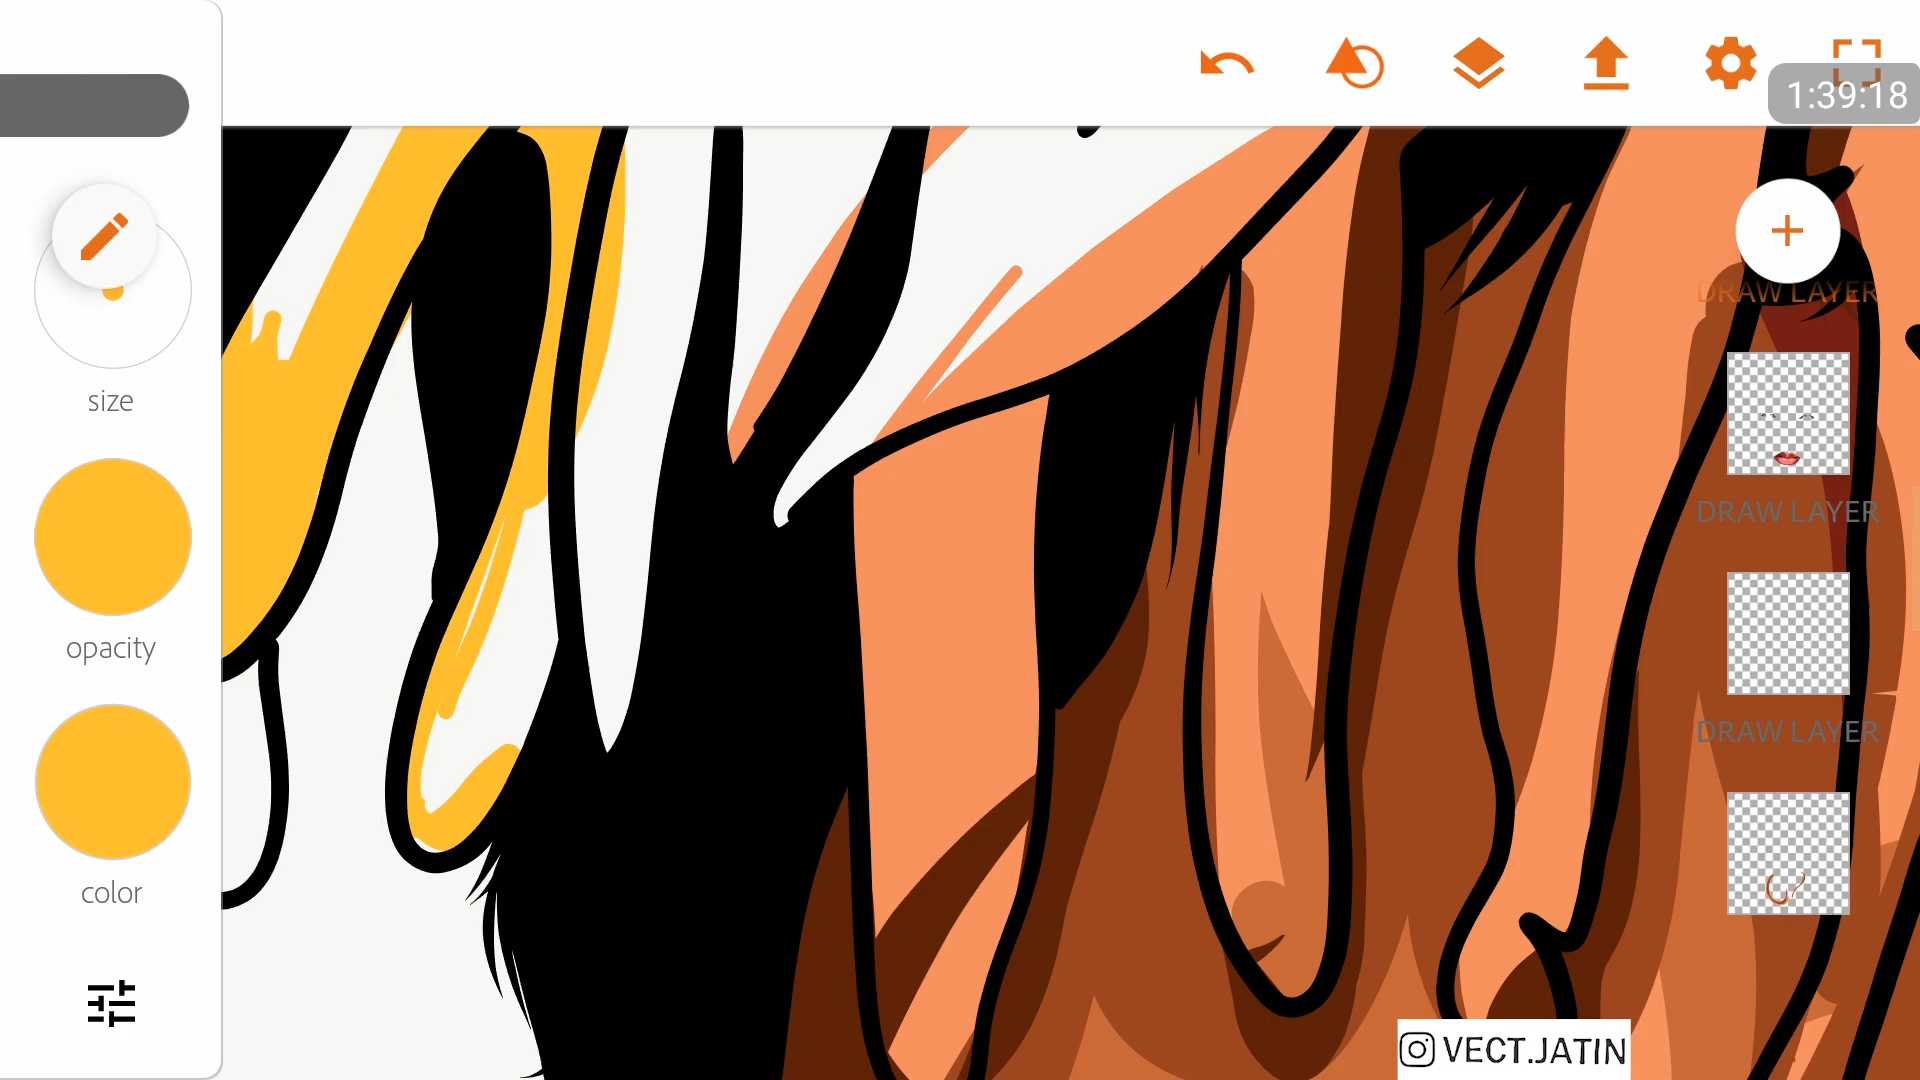 1:39:18
size
opacity
color
DRAW LAYER
DRAW LAYER
DRAW LAYER
VECT.JATIN